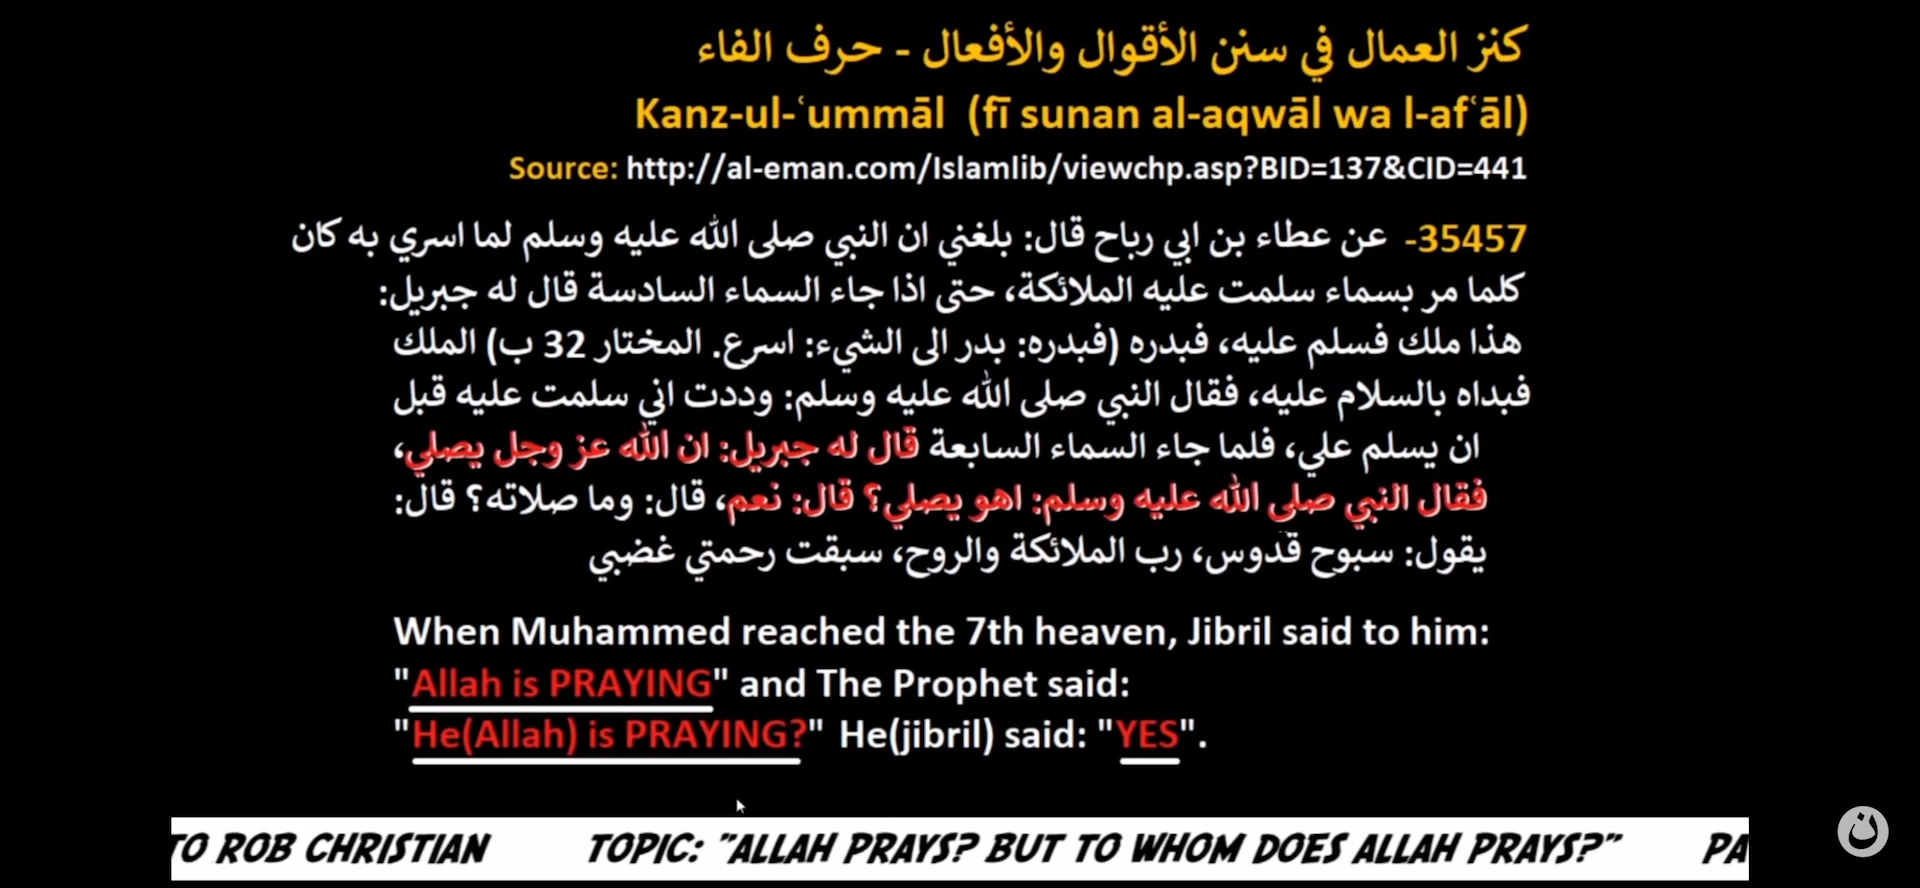 كنز العمال في سنن الأقوال والأفعال - حرف الفاء
Kanz-ul-ʿummāl (fī sunan al-aqwāl wa l-afʿāl)
Source: http://al-eman.com/Islamlib/viewchp.asp?BID=137&CID=441
35457- عن عطاء بن ابي رباح قال: بلغني ان النبي صلى الله عليه وسلم لما اسري به كان
كلما مر بسماء سلمت عليه الملائكة، حتى اذا جاء السماء السادسة قال له جبريل:
هذا ملك فسلم عليه، فبدره (فبدره: بدر الى الشيء: اسرع. المختار 32 ب) الملك
فبداه بالسلام عليه، فقال النبي صلى الله عليه وسلم: وددت اني سلمت عليه قبل
ان يسلم علي، فلما جاء السماء السابعة قال له جبريل: ان الله عز وجل يصلي،
فقال النبي صلى الله عليه وسلم: اهو يصلي؟ قال: نعم، قال: وما صلاته؟ قال:
يقول: سبوح قدوس، رب الملائكة والروح، سبقت رحمتي غضبي
When Muhammed reached the 7th heaven, Jibril said to him:
"Allah is PRAYING" and The Prophet said:
"He(Allah) is PRAYING?" He(jibril) said: "YES".
TO ROB CHRISTIAN TOPIC: "ALLAH PRAYS? BUT TO WHOM DOES ALLAH PRAYS?" PA
ن